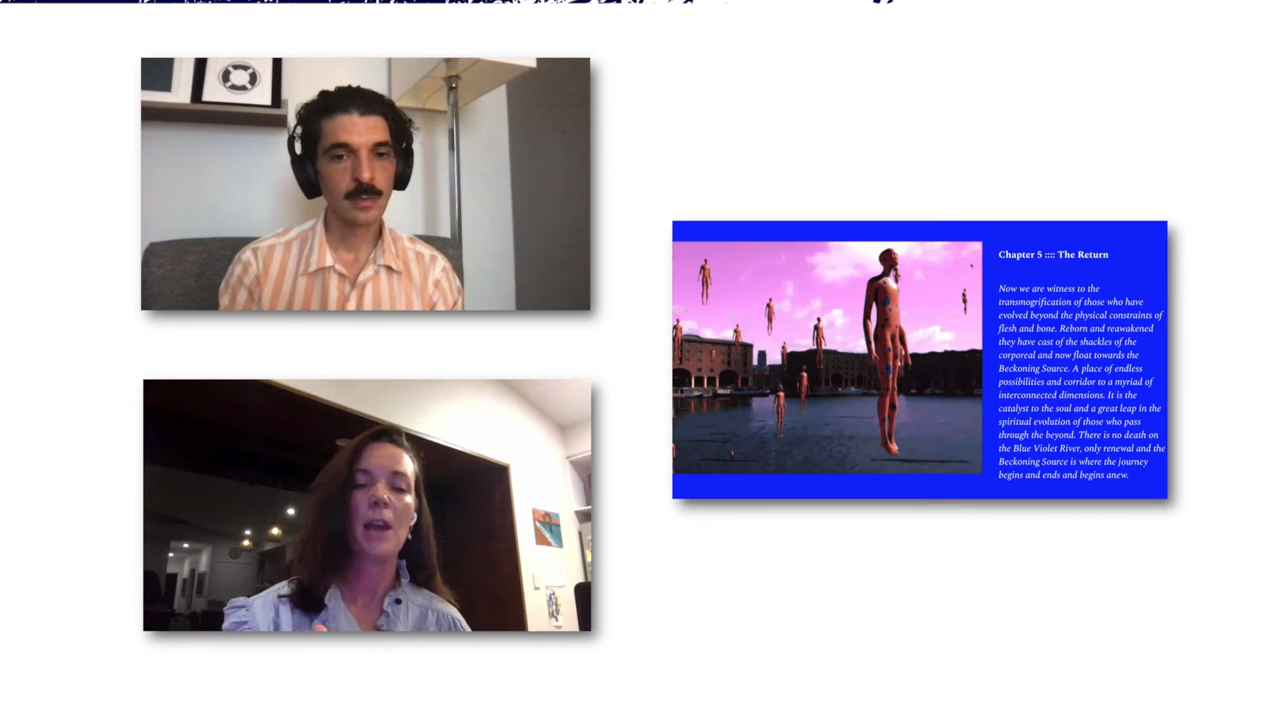 Chapter 5 :::: The Return
Now we are witness to the
transmogrification of those who have
evolved beyond the physical constraints of
flesh and bone. Reborn and reawakened
they have cast of the shackles of the
corporeal and now float towards the
Beckoning Source. A place of endless
possibilities and corridor to a myriad of
interconnected dimensions. It is the
catalyst to the soul and a great leap in the
spiritual evolution of those who pass
through the beyond. There is no death on
the Blue Violet River, only renewal and the
Beckoning Source is where the journey
begins and ends and begins anew.